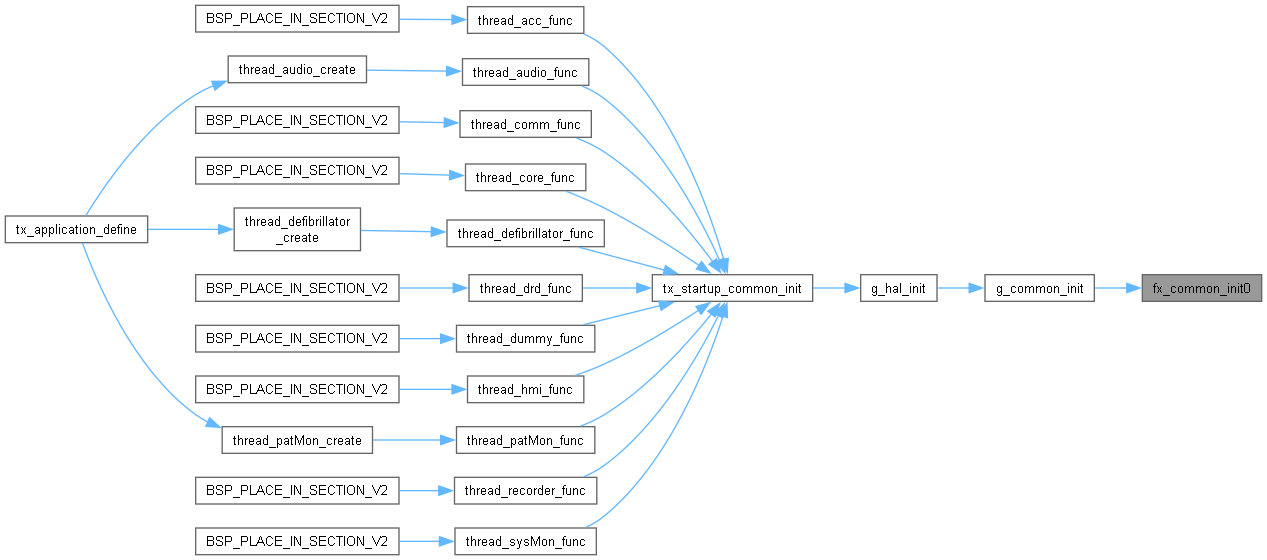 BSP_PLACE_IN_SECTION_V2
thread_acc_func
thread_audio_create
thread_audio_func
BSP_PLACE_IN_SECTION_V2
thread_comm_func
BSP_PLACE_IN_SECTION_V2
thread_core_func
tx_application_define
thread_defibrillator
_create
thread_defibrillator_func
BSP_PLACE_IN_SECTION_V2
thread_drd_func
tx_startup_common_init
g_hal_init
g_common_init
fx_common_init0
BSP_PLACE_IN_SECTION_V2
thread_dummy_func
BSP_PLACE_IN_SECTION_V2
thread_hmi_func
thread_patMon_create
thread_patMon_func
BSP_PLACE_IN_SECTION_V2
thread_recorder_func
BSP_PLACE_IN_SECTION_V2
thread_sysMon_func